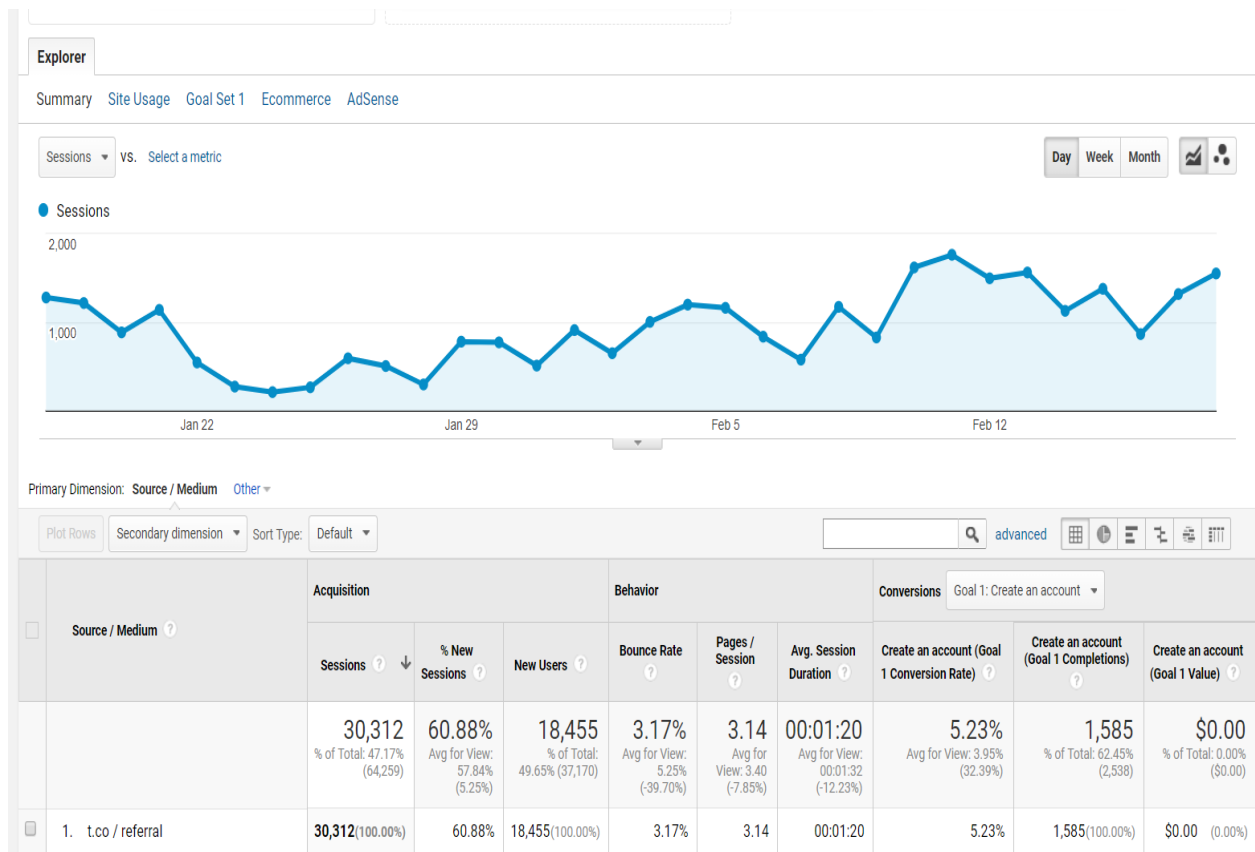 Explorer
Summary Site Usage Goal Set 1 Ecommerce AdSense
Sessions VS. Select a metric
Day Week Month
Sessions
2,000
1,000
Jan 22 Jan 29 Feb 5 Feb 12
Primary Dimension: Source / Medium Other
Plot Rows Secondary dimension Sort Type: Default advanced
Acquisition Behavior Conversions Goal 1: Create an account
Source / Medium ?
Sessions ?
% New
Sessions ?
New Users ?
Bounce Rate
?
Pages /
Session
?
Avg. Session
Duration ?
Create an account (Goal
1 Conversion Rate) ?
Create an account
(Goal 1 Completions)
?
Create an account
(Goal 1 Value) ?
30,312
% of Total: 47.17%
(64,259)
60.88%
Avg for View:
57.84%
(5.25%)
18,455
% of Total:
49.65% (37,170)
3.17%
Avg for View:
5.25%
(-39.70%)
3.14
Avg for
View: 3.40
(-7.85%)
00:01:20
Avg for View:
00:01:32
(-12.23%)
5.23%
Avg for View: 3.95%
(32.39%)
1,585
% of Total: 62.45%
(2,538)
$0.00
% of Total: 0.00%
($0.00)
1. t.co / referral 30,312(100.00%) 60.88% 18,455(100.00%) 3.17% 3.14 00:01:20 5.23% 1,585(100.00%) $0.00 (0.00%)